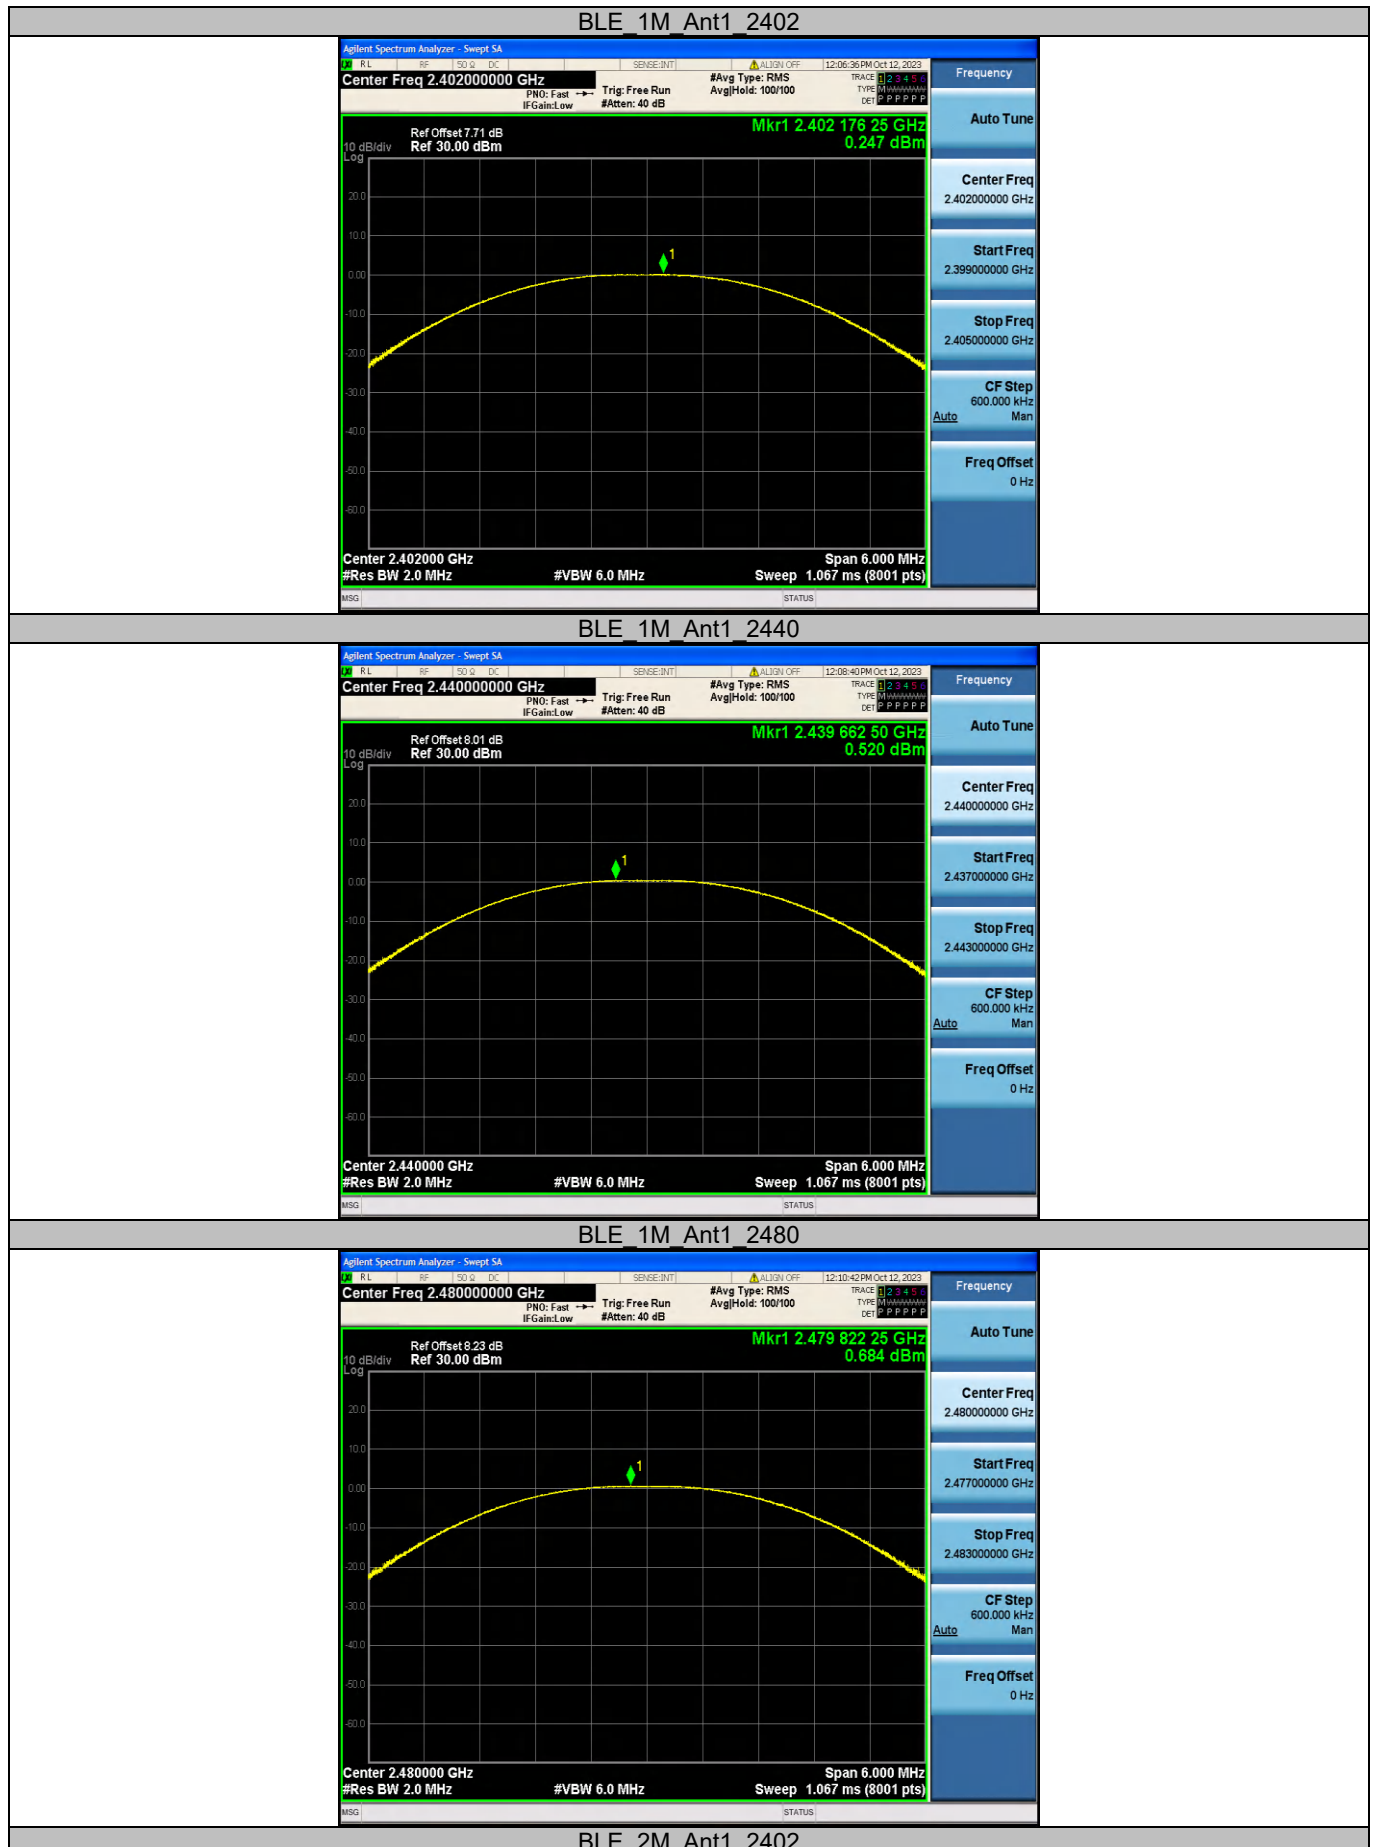 BLE_1M_Ant1_2402
Agilent Spectrum Analyzer - Swept SA
RL RF 50 Ω DC SENSE:INT ALIGN OFF 12:06:36 PM Oct 12, 2023
Center Freq 2.402000000 GHz
PNO: Fast
IFGain:Low
Trig: Free Run
#Atten: 40 dB
#Avg Type: RMS
Avg|Hold: 100/100
TRACE 1 2 3 4 5 6
TYPE M W W W W W
DET P P P P P P
Frequency
Mkr1 2.402 176 25 GHz
0.247 dBm
Ref Offset 7.71 dB
10 dB/div Ref 30.00 dBm
Log
20.0
10.0
0.00
-10.0
-20.0
-30.0
-40.0
-50.0
-60.0
1
Center 2.402000 GHz Span 6.000 MHz
#Res BW 2.0 MHz #VBW 6.0 MHz Sweep 1.067 ms (8001 pts)
MSG STATUS
Auto Tune
Center Freq
2.402000000 GHz
Start Freq
2.399000000 GHz
Stop Freq
2.405000000 GHz
CF Step
600.000 kHz
Auto Man
Freq Offset
0 Hz
BLE_1M_Ant1_2440
Agilent Spectrum Analyzer - Swept SA
RL RF 50 Ω DC SENSE:INT ALIGN OFF 12:08:40 PM Oct 12, 2023
Center Freq 2.440000000 GHz
PNO: Fast
IFGain:Low
Trig: Free Run
#Atten: 40 dB
#Avg Type: RMS
Avg|Hold: 100/100
TRACE 1 2 3 4 5 6
TYPE M W W W W W
DET P P P P P P
Frequency
Mkr1 2.439 662 50 GHz
0.520 dBm
Ref Offset 8.01 dB
10 dB/div Ref 30.00 dBm
Log
20.0
10.0
0.00
-10.0
-20.0
-30.0
-40.0
-50.0
-60.0
1
Center 2.440000 GHz Span 6.000 MHz
#Res BW 2.0 MHz #VBW 6.0 MHz Sweep 1.067 ms (8001 pts)
MSG STATUS
Auto Tune
Center Freq
2.440000000 GHz
Start Freq
2.437000000 GHz
Stop Freq
2.443000000 GHz
CF Step
600.000 kHz
Auto Man
Freq Offset
0 Hz
BLE_1M_Ant1_2480
Agilent Spectrum Analyzer - Swept SA
RL RF 50 Ω DC SENSE:INT ALIGN OFF 12:10:42 PM Oct 12, 2023
Center Freq 2.480000000 GHz
PNO: Fast
IFGain:Low
Trig: Free Run
#Atten: 40 dB
#Avg Type: RMS
Avg|Hold: 100/100
TRACE 1 2 3 4 5 6
TYPE M W W W W W
DET P P P P P P
Frequency
Mkr1 2.479 822 25 GHz
0.684 dBm
Ref Offset 8.23 dB
10 dB/div Ref 30.00 dBm
Log
20.0
10.0
0.00
-10.0
-20.0
-30.0
-40.0
-50.0
-60.0
1
Center 2.480000 GHz Span 6.000 MHz
#Res BW 2.0 MHz #VBW 6.0 MHz Sweep 1.067 ms (8001 pts)
MSG STATUS
Auto Tune
Center Freq
2.480000000 GHz
Start Freq
2.477000000 GHz
Stop Freq
2.483000000 GHz
CF Step
600.000 kHz
Auto Man
Freq Offset
0 Hz
BLE_2M_Ant1_2402